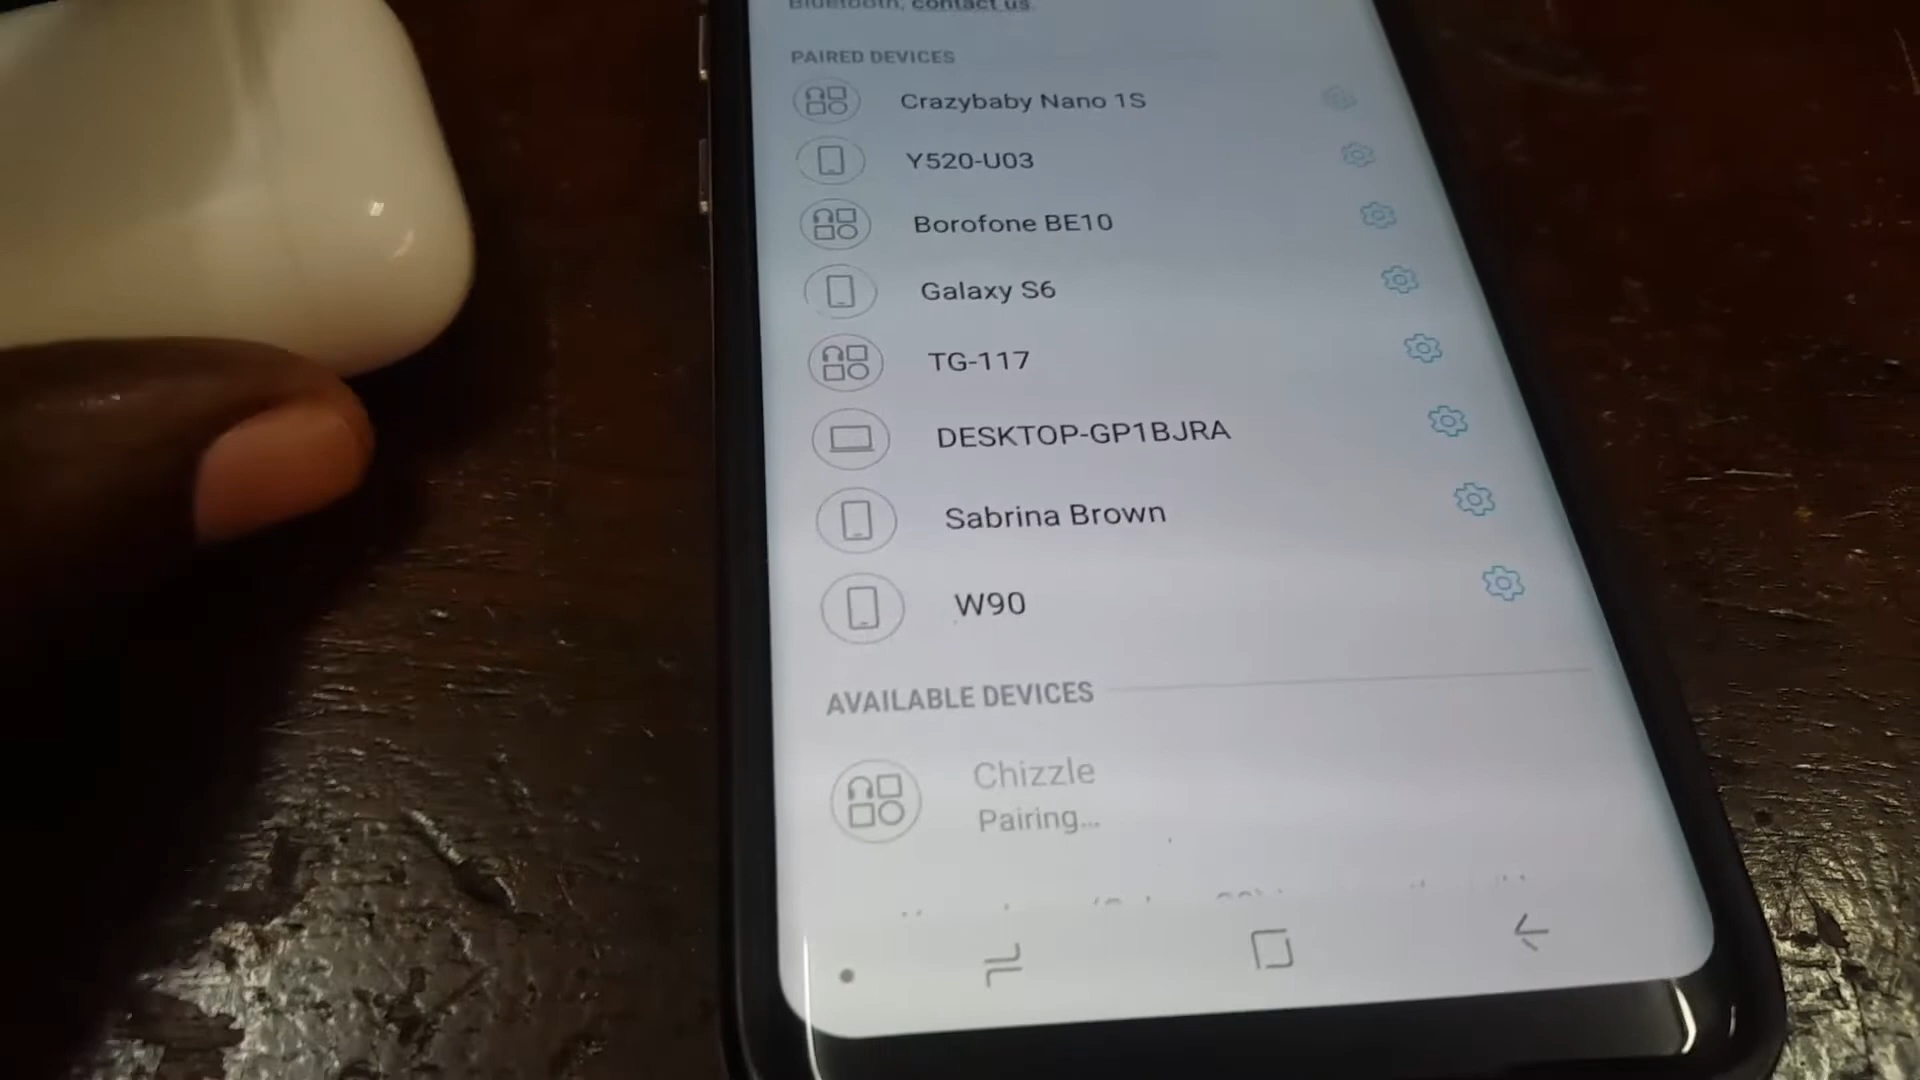 Bluetooth, contact us.
PAIRED DEVICES
Crazybaby Nano 1S
Y520-U03
Borofone BE10
Galaxy S6
TG-117
DESKTOP-GP1BJRA
Sabrina Brown
W90
AVAILABLE DEVICES
Chizzle
Pairing...